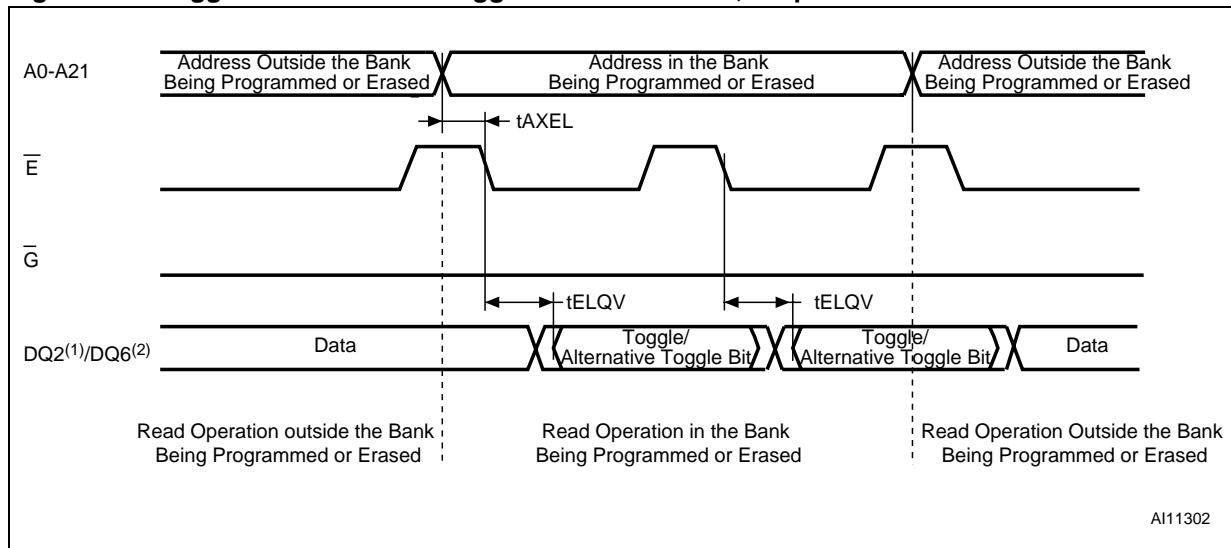 A0-A21
Address Outside the Bank
Being Programmed or Erased
Address in the Bank
Being Programmed or Erased
Address Outside the Bank
Being Programmed or Erased
tAXEL
E
G
tELQV
tELQV
DQ2(1)/DQ6(2)
Data
Toggle/
Alternative Toggle Bit
Toggle/
Alternative Toggle Bit
Data
Read Operation outside the Bank
Being Programmed or Erased
Read Operation in the Bank
Being Programmed or Erased
Read Operation Outside the Bank
Being Programmed or Erased
AI11302